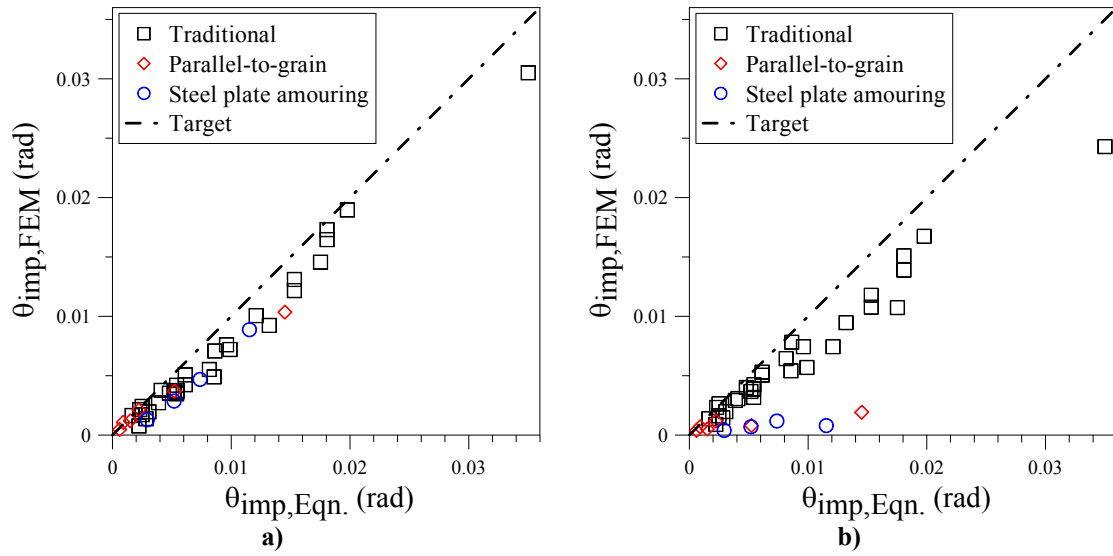 Traditional
Parallel-to-grain
Steel plate amouring
Target
0.03
0.02
0.01
0
θimp,FEM (rad)
0 0.01 0.02 0.03
θimp,Eqn. (rad)
a)
Traditional
Parallel-to-grain
Steel plate amouring
Target
0.03
0.02
0.01
0
θimp,FEM (rad)
0 0.01 0.02 0.03
θimp,Eqn. (rad)
b)